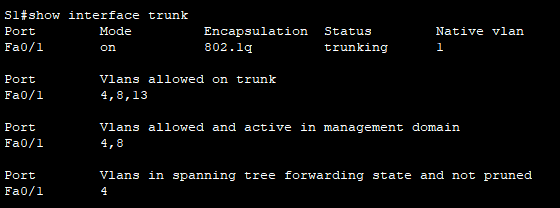 S1#show interface trunk
Port        Mode         Encapsulation  Status        Native vlan
Fa0/1       on           802.1q         trunking      1
Port        Vlans allowed on trunk
Fa0/1       4,8,13
Port        Vlans allowed and active in management domain
Fa0/1       4,8
Port        Vlans in spanning tree forwarding state and not pruned
Fa0/1       4